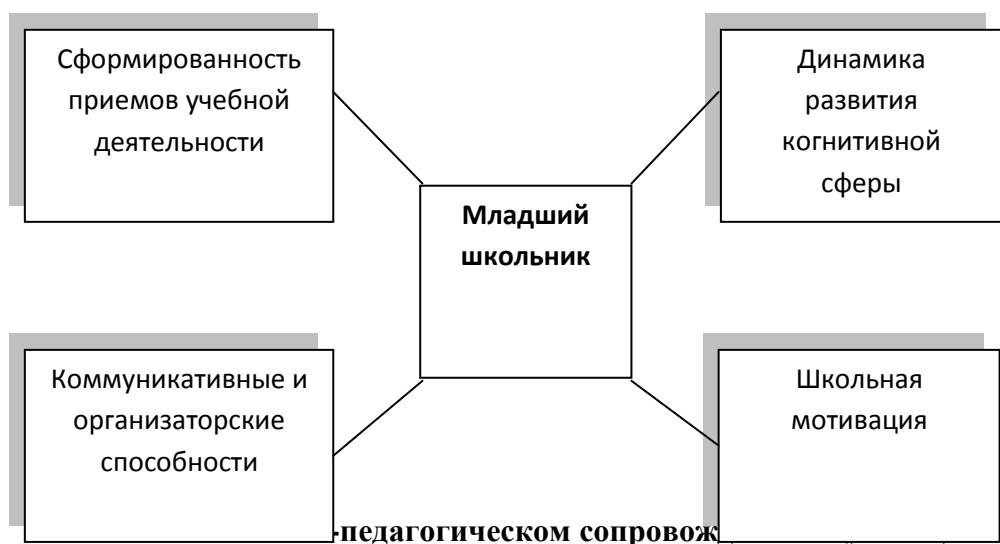 Сформированность
приемов учебной
деятельности
Динамика
развития
когнитивной
сферы
Младший
школьник
Коммуникативные и
организаторские
способности
Школьная
мотивация
-педагогическом сопровож